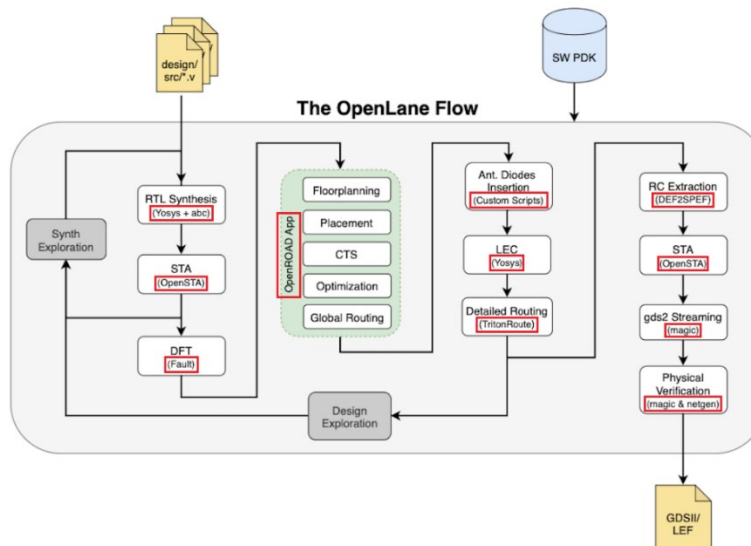 design/
src/*.v
SW PDK
The OpenLane Flow
Synth
Exploration
RTL Synthesis
(Yosys + abc)
STA
(OpenSTA)
DFT
(Fault)
OpenROAD App
Floorplanning
Placement
CTS
Optimization
Global Routing
Ant. Diodes
Insertion
(Custom Scripts)
LEC
(Yosys)
Detailed Routing
(TritonRoute)
Design
Exploration
RC Extraction
(DEF2SPEF)
STA
(OpenSTA)
gds2 Streaming
(magic)
Physical
Verification
(magic & netgen)
GDSII/
LEF